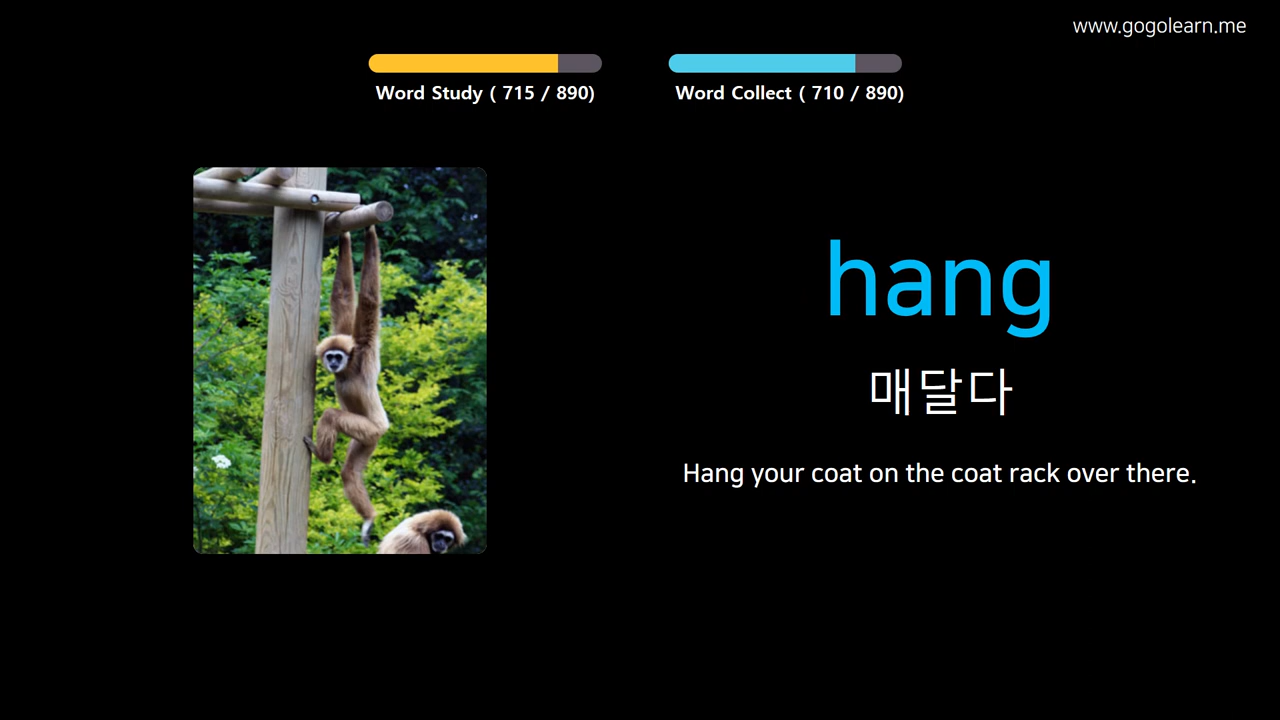 www.gogolearn.me
Word Study ( 715 / 890)
Word Collect ( 710 / 890)
hang
매달다
Hang your coat on the coat rack over there.